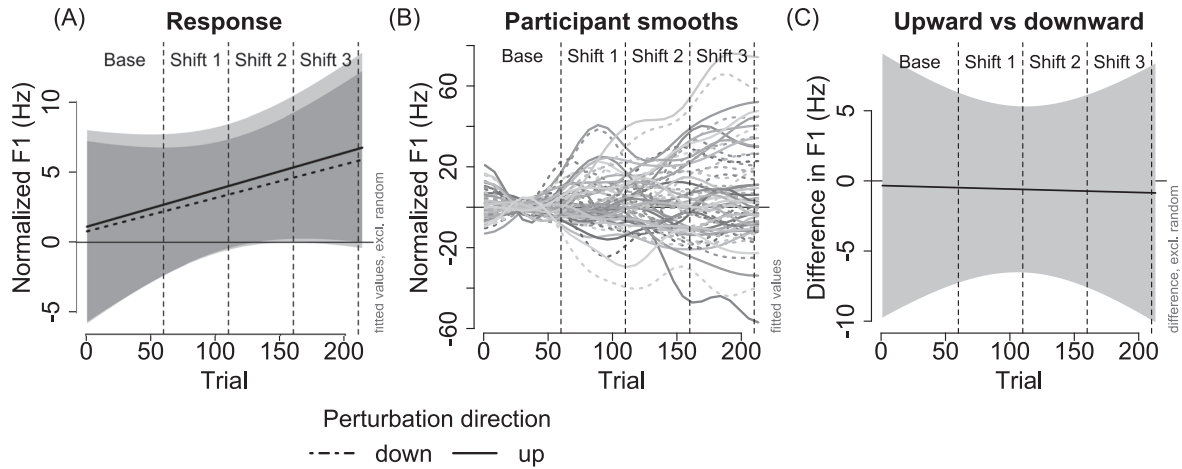 (A) Response
Normalized F1 (Hz)
Base Shift 1 Shift 2 Shift 3
10
5
0
-5
0 50 100 150 200
Trial
fitted values, excl. random
(B) Participant smooths
Normalized F1 (Hz)
Base Shift 1 Shift 2 Shift 3
60
20
-20
-60
0 50 100 150 200
Trial
fitted values
(C) Upward vs downward
Difference in F1 (Hz)
Base Shift 1 Shift 2 Shift 3
5
0
-5
-10
0 50 100 150 200
Trial
difference, excl. random
Perturbation direction
down up